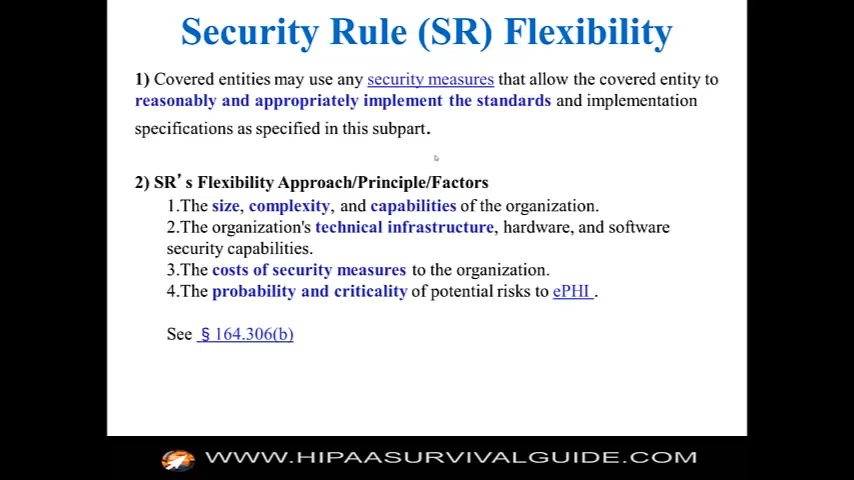 Security Rule (SR) Flexibility
1) Covered entities may use any security measures that allow the covered entity to
reasonably and appropriately implement the standards and implementation
specifications as specified in this subpart.
2) SR's Flexibility Approach/Principle/Factors
1.The size, complexity, and capabilities of the organization.
2.The organization's technical infrastructure, hardware, and software
security capabilities.
3.The costs of security measures to the organization.
4.The probability and criticality of potential risks to ePHI .
See §164.306(b)
WWW.HIPAASURVIVALGUIDE.COM